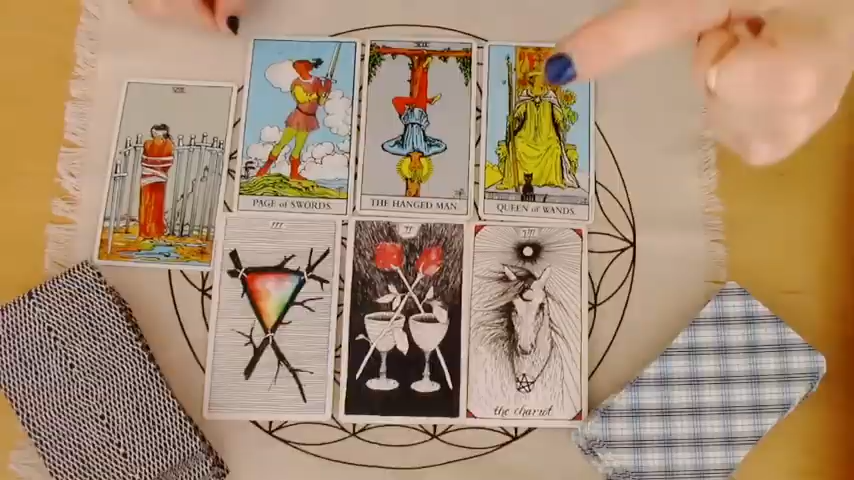 VIII
PAGE of SWORDS.
XII
THE HANGED MAN.
QUEEN of WANDS.
III
II
VII
the chariot